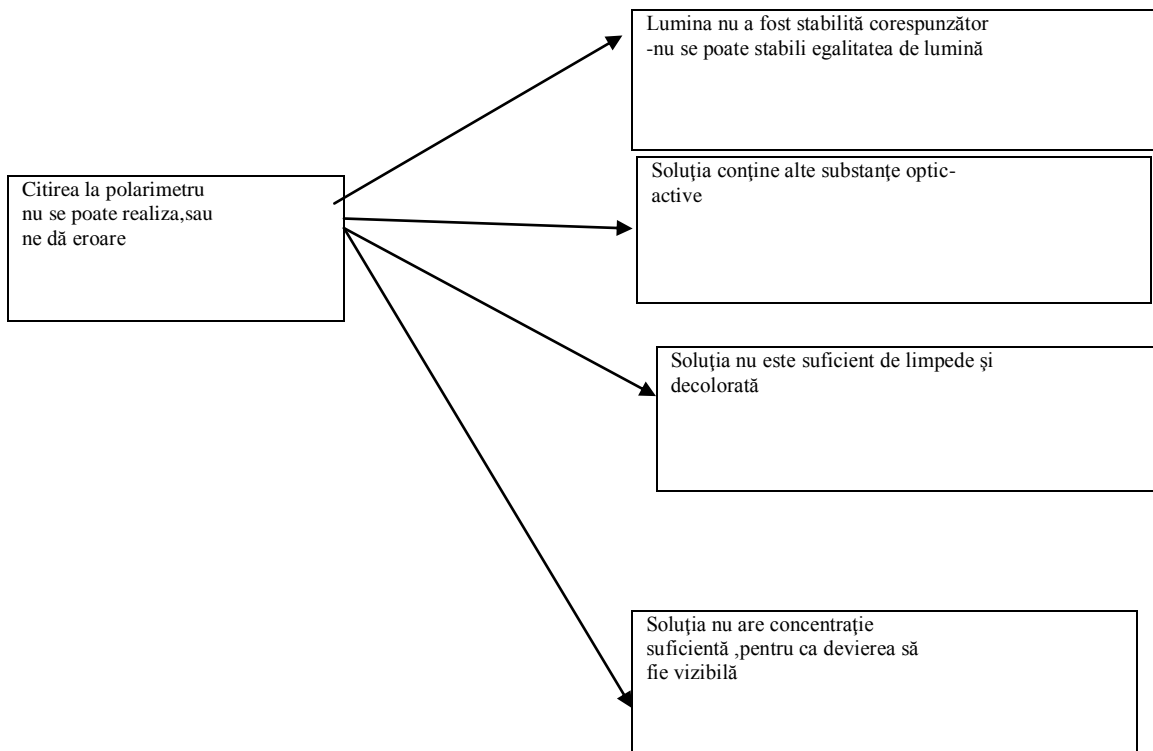 Lumina nu a fost stabilită corespunzător
-nu se poate stabili egalitatea de lumină
Citirea la polarimetru
nu se poate realiza,sau
ne dă eroare
Soluţia conţine alte substanţe optic-
active
Soluţia nu este suficient de limpede şi
decolorată
Soluţia nu are concentraţie
suficientă ,pentru ca devierea să
fie vizibilă